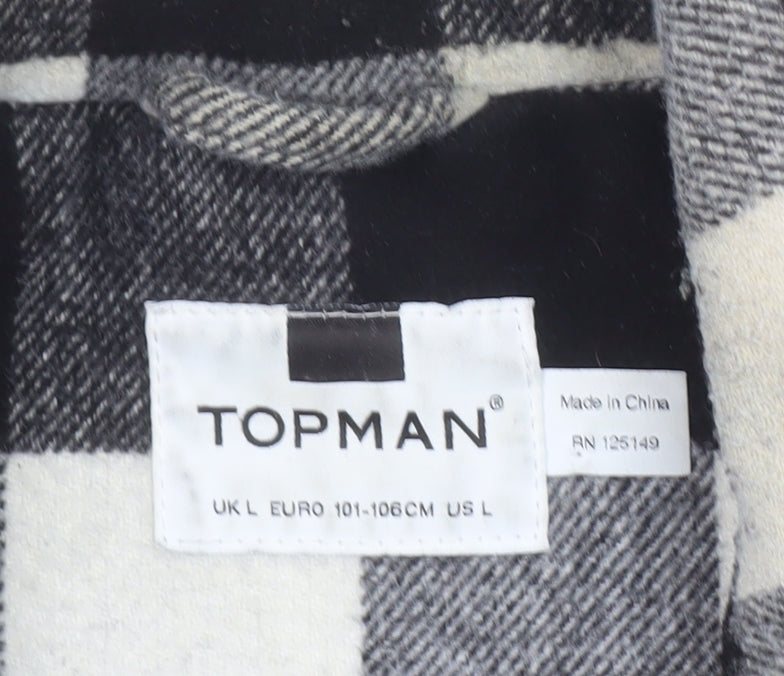 TOPMAN®
UK L EURO 101-106CM US L
Made in China
RN 125149